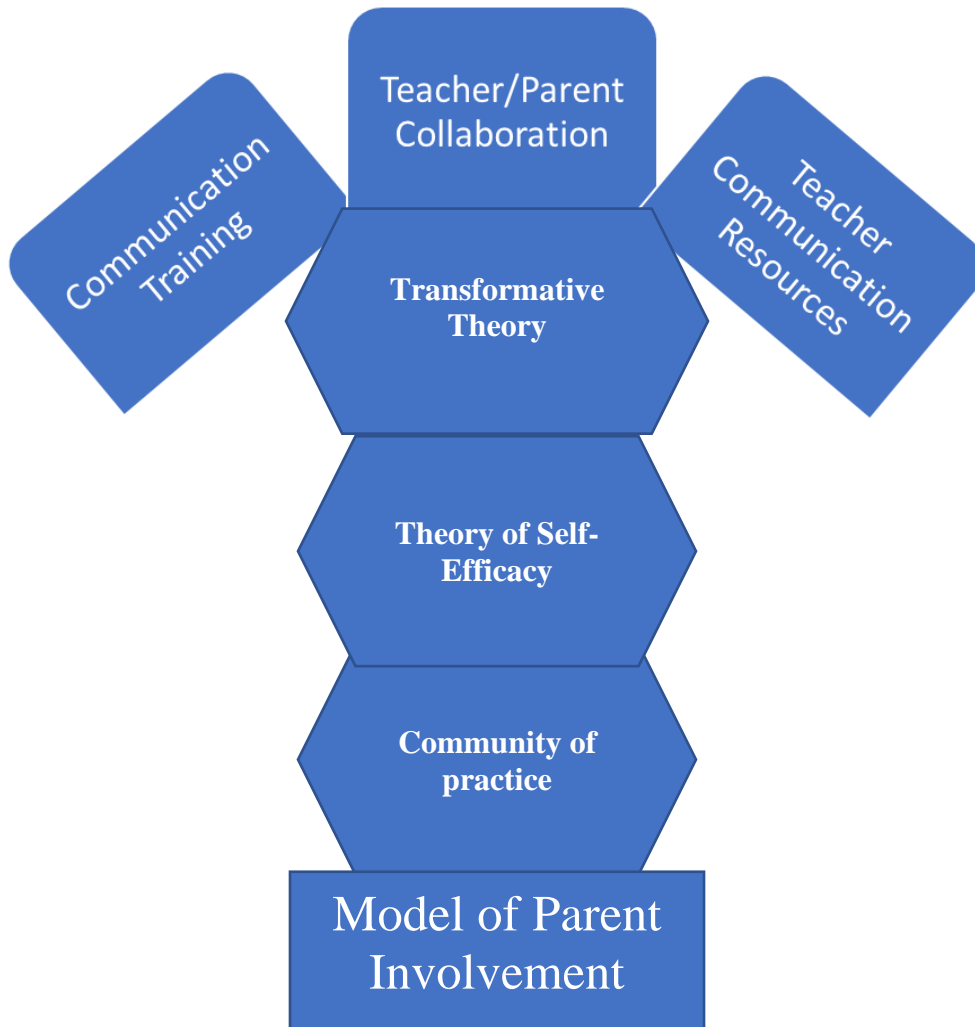 Teacher/Parent
Collaboration
Communication
Training
Teacher
Communication
Resources
Transformative
Theory
Theory of Self-
Efficacy
Community of
practice
Model of Parent
Involvement